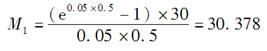 M₁ = (e^{0.05×0.5} − 1) × 30 / 0.05 × 0.5 = 30.378